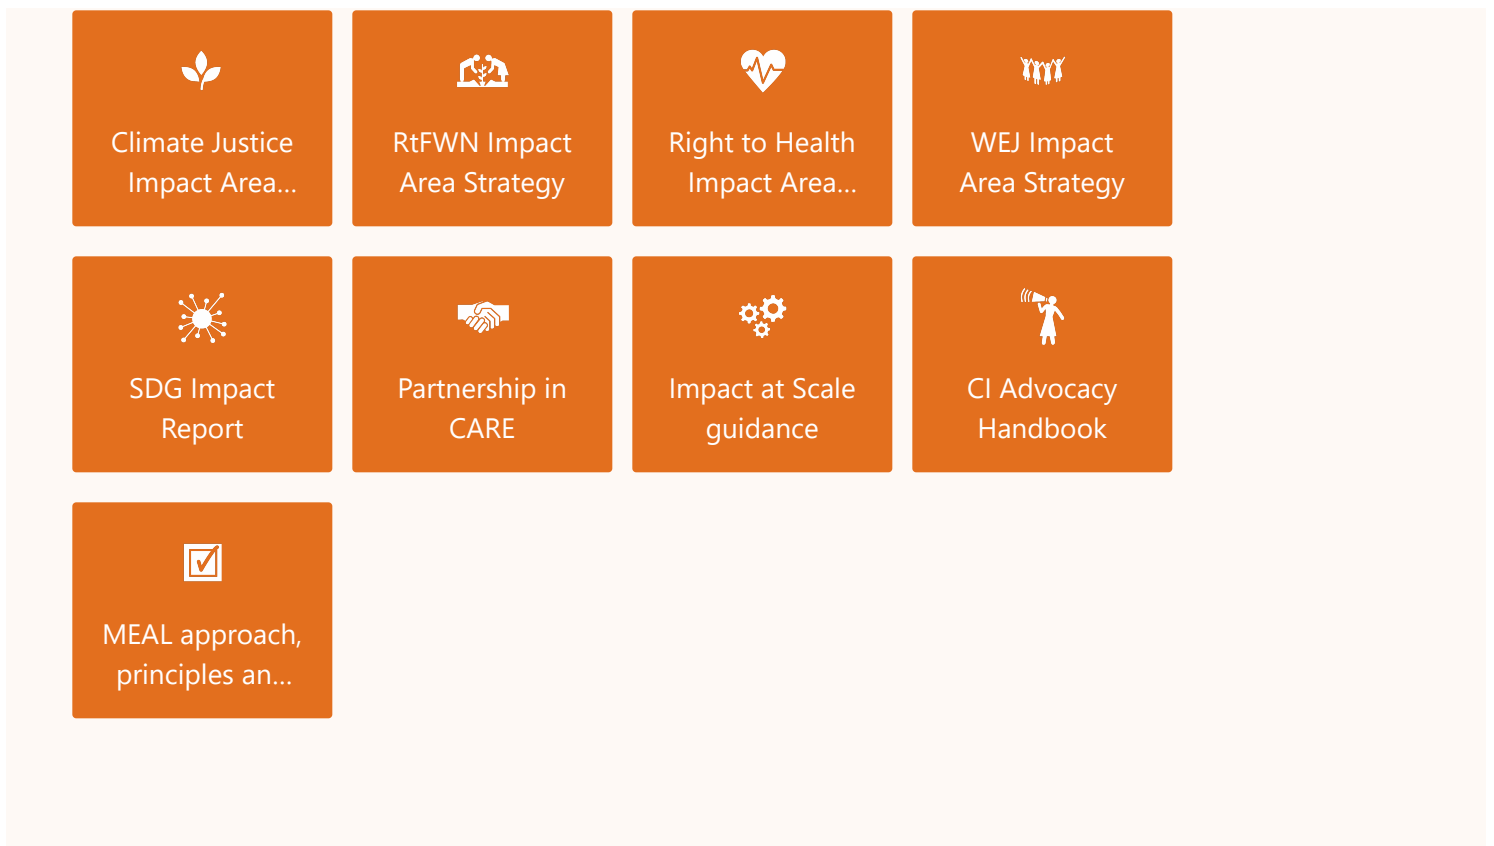 Climate Justice
Impact Area...
RtFWN Impact
Area Strategy
Right to Health
Impact Area...
WEJ Impact
Area Strategy
SDG Impact
Report
Partnership in
CARE
Impact at Scale
guidance
CI Advocacy
Handbook
MEAL approach,
principles an...